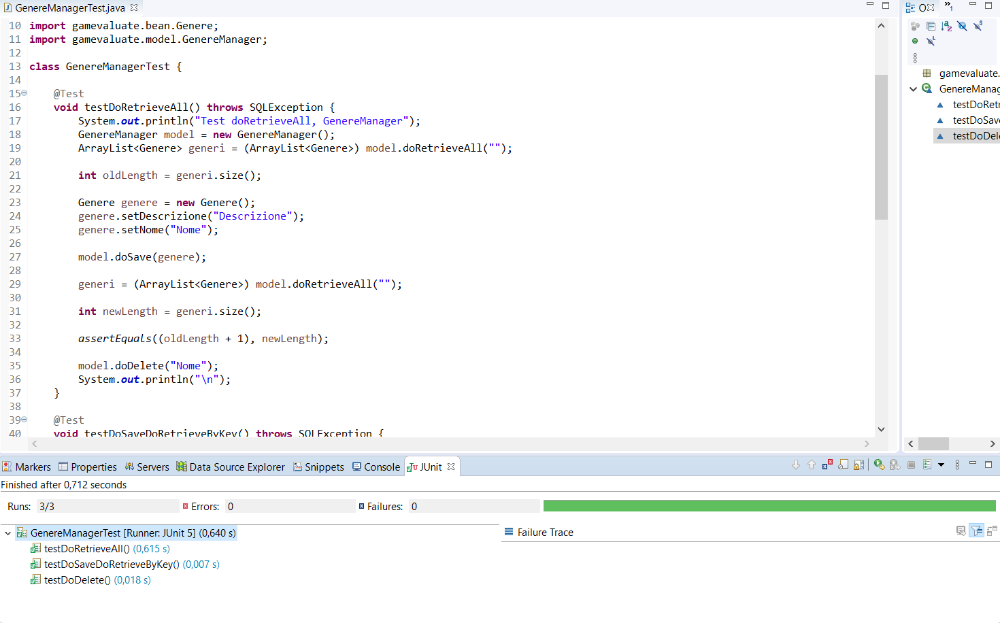 GenereManagerTest.java
10 import gamevaluate.bean.Genere;
11 import gamevaluate.model.GenereManager;
12
13 class GenereManagerTest {
14
15 @Test
16 void testDoRetrieveAll() throws SQLException {
17 System.out.println("Test doRetrieveAll, GenereManager");
18 GenereManager model = new GenereManager();
19 ArrayList<Genere> generi = (ArrayList<Genere>) model.doRetrieveAll("");
20
21 int oldLength = generi.size();
22
23 Genere genere = new Genere();
24 genere.setDescrizione("Descrizione");
25 genere.setNome("Nome");
26
27 model.doSave(genere);
28
29 generi = (ArrayList<Genere>) model.doRetrieveAll("");
30
31 int newLength = generi.size();
32
33 assertEquals((oldLength + 1), newLength);
34
35 model.doDelete("Nome");
36 System.out.println("\n");
37 }
38
39 @Test
40 void testDoSaveDoRetrieveByKey() throws SQLException {
O
»1
gamevaluate.
GenereManag
testDoRetr
testDoSave
testDoDele
Markers Properties Servers Data Source Explorer Snippets Console JUnit
Finished after 0,712 seconds
Runs: 3/3 Errors: 0 Failures: 0
GenereManagerTest [Runner: JUnit 5] (0,640 s)
testDoRetrieveAll() (0,615 s)
testDoSaveDoRetrieveByKey() (0,007 s)
testDoDelete() (0,018 s)
Failure Trace